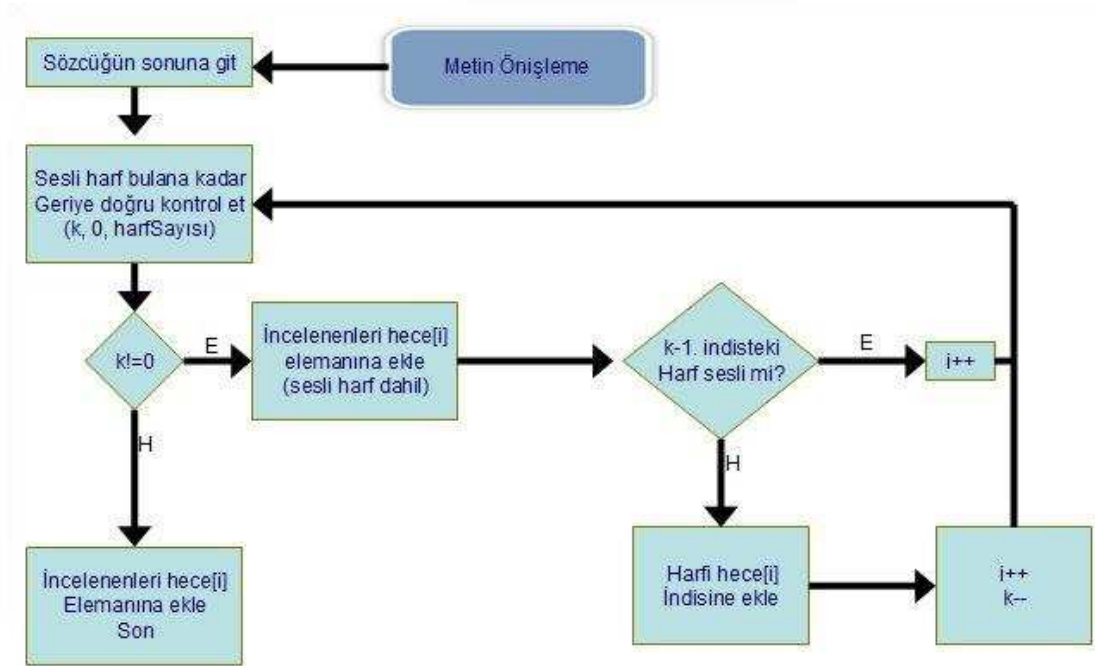 Metin Önişleme
Sözcüğün sonuna git
Sesli harf bulana kadar
Geriye doğru kontrol et
(k, 0, harfSayısı)
k!=0
E
H
İncelenenleri hece[i]
elemanına ekle
(sesli harf dahil)
k-1. indisteki
Harf sesli mi?
E
i++
H
Harfi hece[i]
İndisine ekle
i++
k--
İncelenenleri hece[i]
Elemanına ekle
Son